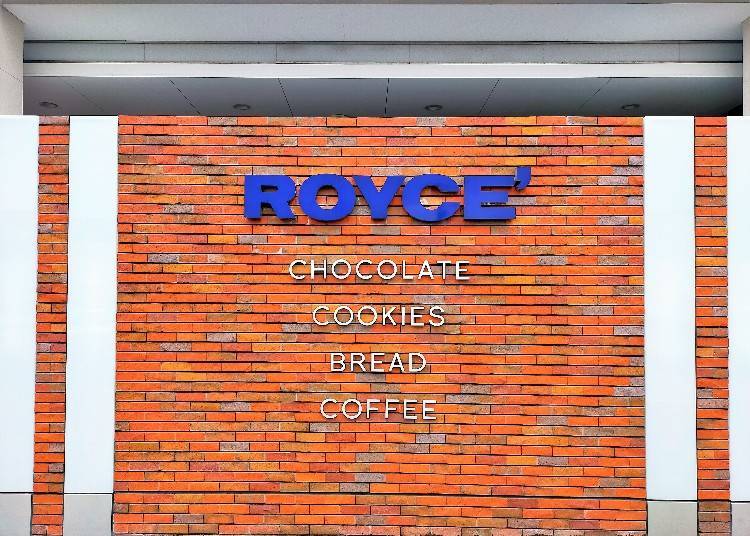 ROYCE'
CHOCOLATE
COOKIES
BREAD
COFFEE